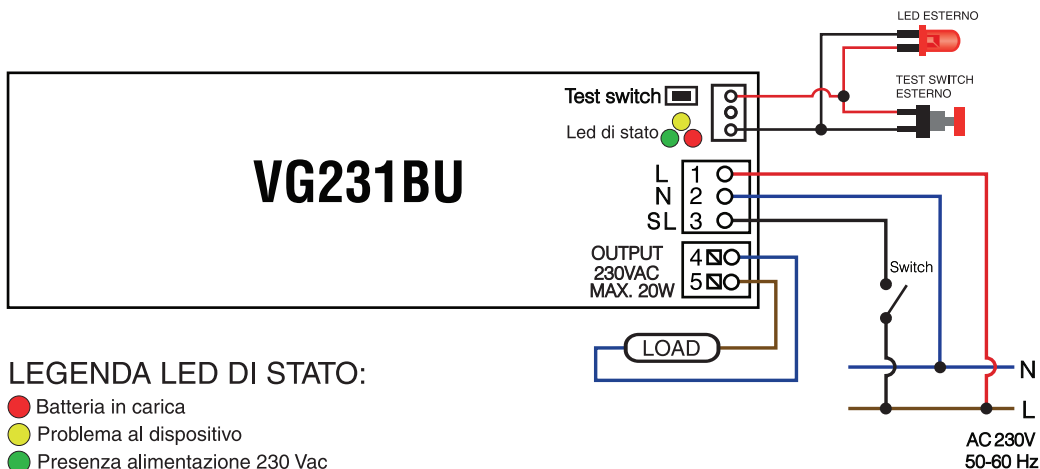 LED ESTERNO
TEST SWITCH
ESTERNO
Test switch
Led di stato
VG231BU
L 1
N 2
SL 3
OUTPUT
230VAC
MAX. 20W
4
5
Switch
LOAD
N
L
AC 230V
50-60 Hz
LEGENDA LED DI STATO:
Batteria in carica
Problema al dispositivo
Presenza alimentazione 230 Vac